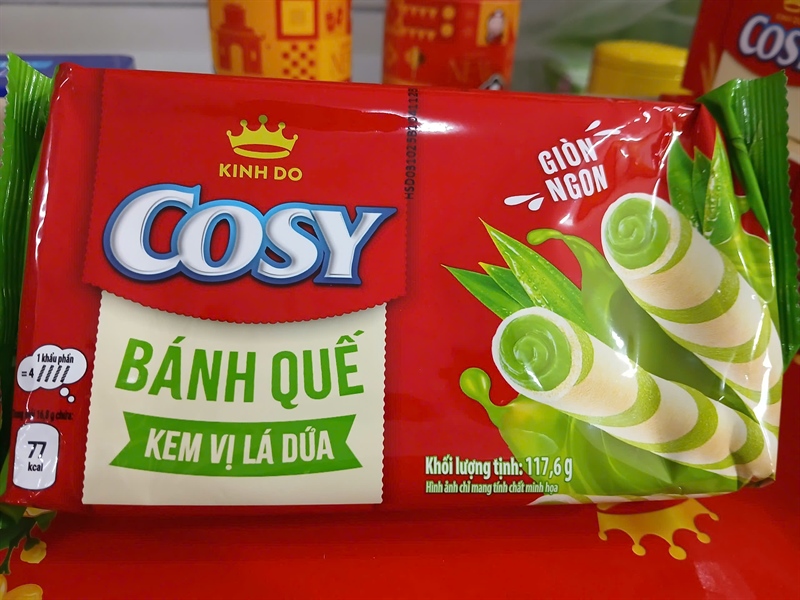 KINH DO
COSY
BÁNH QUẾ
KEM VỊ LÁ DỨA
GIÒN
NGON
1 khẩu phần
= 4
77
kcal
Khối lượng tịnh: 117,6 g
Hình ảnh chỉ mang tính chất minh họa
COSY